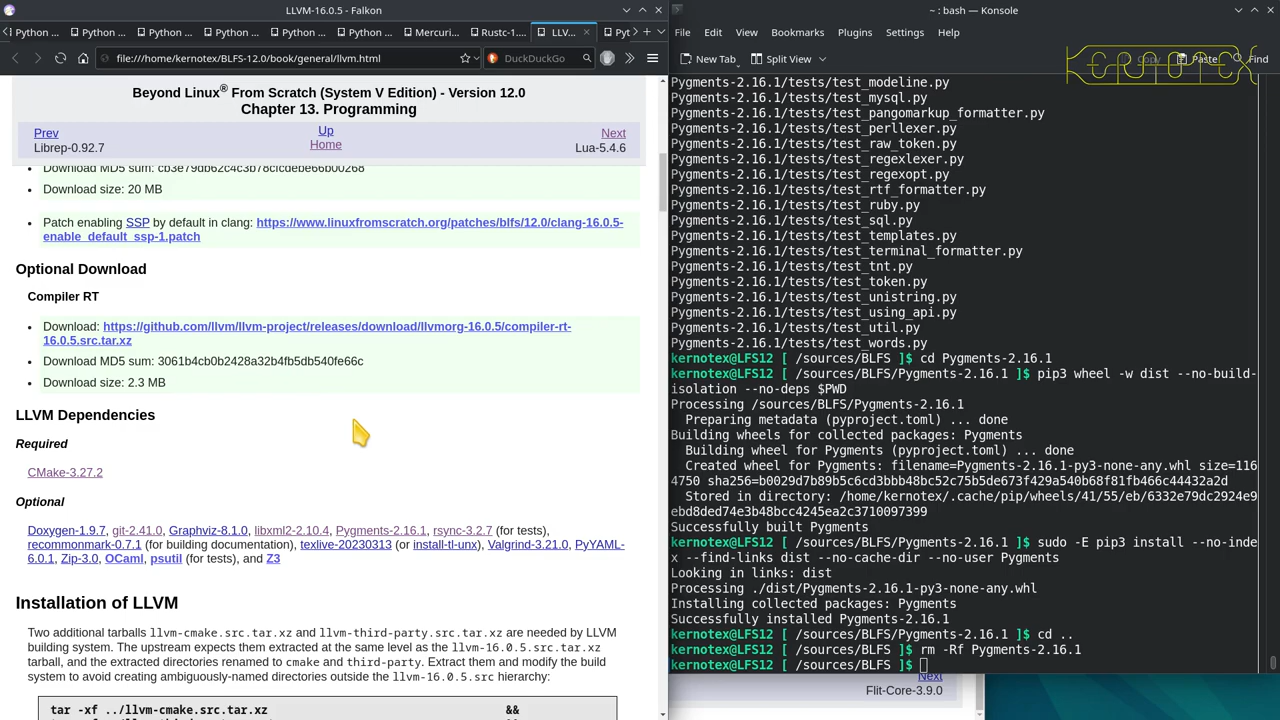 LLVM-16.0.5 - Falkon
Python ...
Python ...
Python ...
Python ...
Python ...
Programming ...
Mercuri...
Rustc-1....
LLV...
Pyt
file:///home/kernotex/BLFS-12.0/book/general/llvm.html
DuckDuckGo
Beyond Linux® From Scratch (System V Edition) - Version 12.0
Chapter 13. Programming
Prev
Up
Next
Librep-0.92.7
Home
Lua-5.4.6
Download size: 20 MB
Patch enabling SSP by default in clang: https://www.linuxfromscratch.org/patches/blfs/12.0/clang-16.0.5-
enable_default_ssp-1.patch
Optional Download
Compiler RT
Download: https://github.com/llvm/llvm-project/releases/download/llvmorg-16.0.5/compiler-rt-
16.0.5.src.tar.xz
Download MD5 sum: 3061b4cb0b2428a32b4fb5db540fe66c
Download size: 2.3 MB
LLVM Dependencies
Required
CMake-3.27.2
Optional
Doxygen-1.9.7, git-2.41.0, Graphviz-8.1.0, libxml2-2.10.4, Pygments-2.16.1, rsync-3.2.7 (for tests),
recommonmark-0.7.1 (for building documentation), texlive-20230313 (or install-tl-unx), Valgrind-3.21.0, PyYAML-
6.0.1, Zip-3.0, OCaml, psutil (for tests), and Z3
Installation of LLVM
Two additional tarballs llvm-cmake.src.tar.xz and llvm-third-party.src.tar.xz are needed by LLVM
building system. The upstream expects them extracted at the same level as the llvm-16.0.5.src.tar.xz
tarball, and the extracted directories renamed to cmake and third-party. Extract them and modify the build
system to avoid creating ambiguously-named directories outside the llvm-16.0.5.src hierarchy:
tar -xf ../llvm-cmake.src.tar.xz &&
~ : bash — Konsole
File Edit View Bookmarks Plugins Settings Help
New Tab
Split View
Copy
Paste
Find
KERNOTEX
Pygments-2.16.1/tests/test_modeline.py
Pygments-2.16.1/tests/test_mysql.py
Pygments-2.16.1/tests/test_pangomarkup_formatter.py
Pygments-2.16.1/tests/test_perllexer.py
Pygments-2.16.1/tests/test_raw_token.py
Pygments-2.16.1/tests/test_regexlexer.py
Pygments-2.16.1/tests/test_regexopt.py
Pygments-2.16.1/tests/test_rtf_formatter.py
Pygments-2.16.1/tests/test_ruby.py
Pygments-2.16.1/tests/test_sql.py
Pygments-2.16.1/tests/test_templates.py
Pygments-2.16.1/tests/test_terminal_formatter.py
Pygments-2.16.1/tests/test_tnt.py
Pygments-2.16.1/tests/test_token.py
Pygments-2.16.1/tests/test_unistring.py
Pygments-2.16.1/tests/test_using_api.py
Pygments-2.16.1/tests/test_util.py
Pygments-2.16.1/tests/test_words.py
kernotex@LFS12 [ /sources/BLFS ]$ cd Pygments-2.16.1
kernotex@LFS12 [ /sources/BLFS/Pygments-2.16.1 ]$ pip3 wheel -w dist --no-build-
isolation --no-deps $PWD
Processing /sources/BLFS/Pygments-2.16.1
Preparing metadata (pyproject.toml) ... done
Building wheels for collected packages: Pygments
Building wheel for Pygments (pyproject.toml) ... done
Created wheel for Pygments: filename=Pygments-2.16.1-py3-none-any.whl size=116
4750 sha256=b0029d7b89b5c6cd3bbb48bc52c75b5de673f429a540b68f81fb466c44432a2d
Stored in directory: /home/kernotex/.cache/pip/wheels/41/55/eb/6332e79dc2924e9
ebd8ded74e3b48bcc4245ea2c3710097399
Successfully built Pygments
kernotex@LFS12 [ /sources/BLFS/Pygments-2.16.1 ]$ sudo -E pip3 install --no-inde
x --find-links dist --no-cache-dir --no-user Pygments
Looking in links: dist
Processing ./dist/Pygments-2.16.1-py3-none-any.whl
Installing collected packages: Pygments
Successfully installed Pygments-2.16.1
kernotex@LFS12 [ /sources/BLFS/Pygments-2.16.1 ]$ cd ..
kernotex@LFS12 [ /sources/BLFS ]$ rm -Rf Pygments-2.16.1
kernotex@LFS12 [ /sources/BLFS ]$
Next
Flit-Core-3.9.0